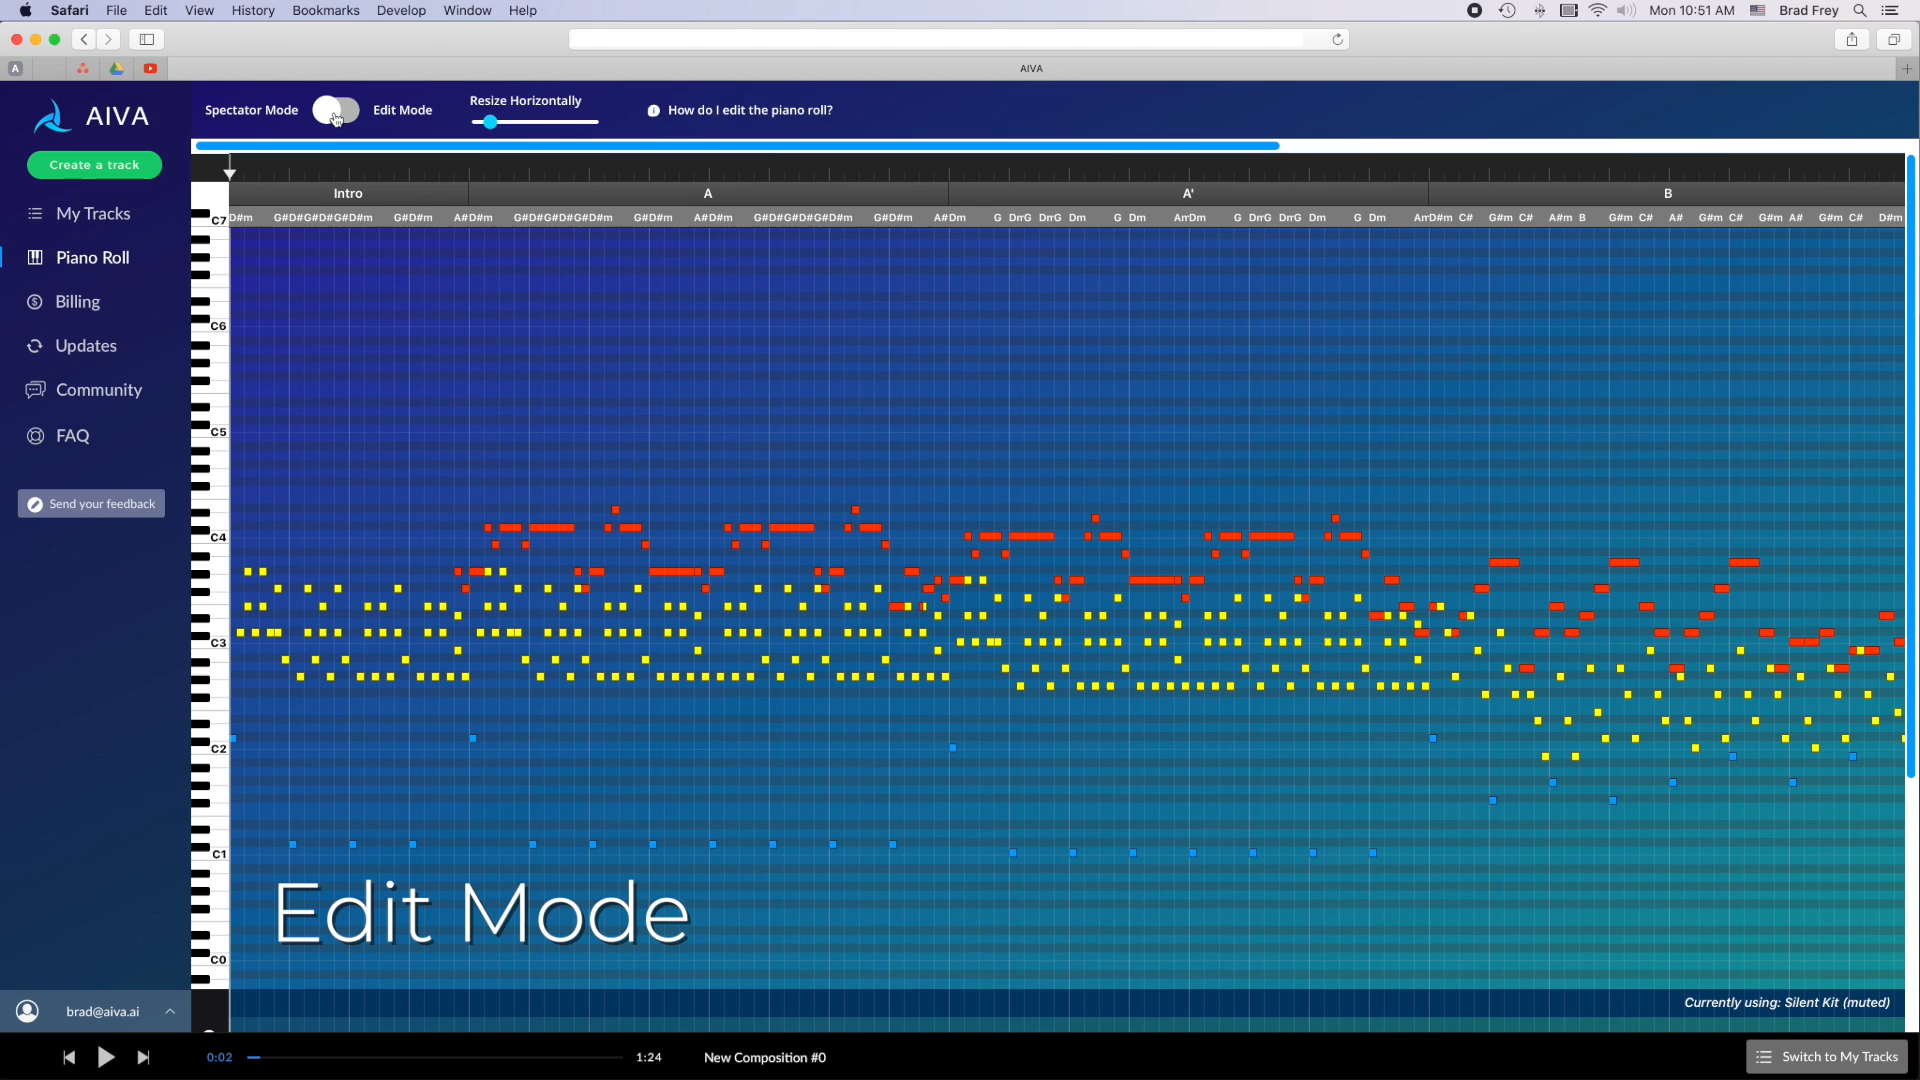 Safari File Edit View History Bookmarks Develop Window Help
Mon 10:51 AM Brad Frey
A
AIVA
AIVA
Spectator Mode Edit Mode
Resize Horizontally
How do I edit the piano roll?
Create a track
My Tracks
Piano Roll
Billing
Updates
Community
FAQ
Send your feedback
Intro A A' B
C7
C6
C5
C4
C3
C2
C1
C0
Edit Mode
Currently using: Silent Kit (muted)
brad@aiva.ai
0:02 1:24 New Composition #0
Switch to My Tracks